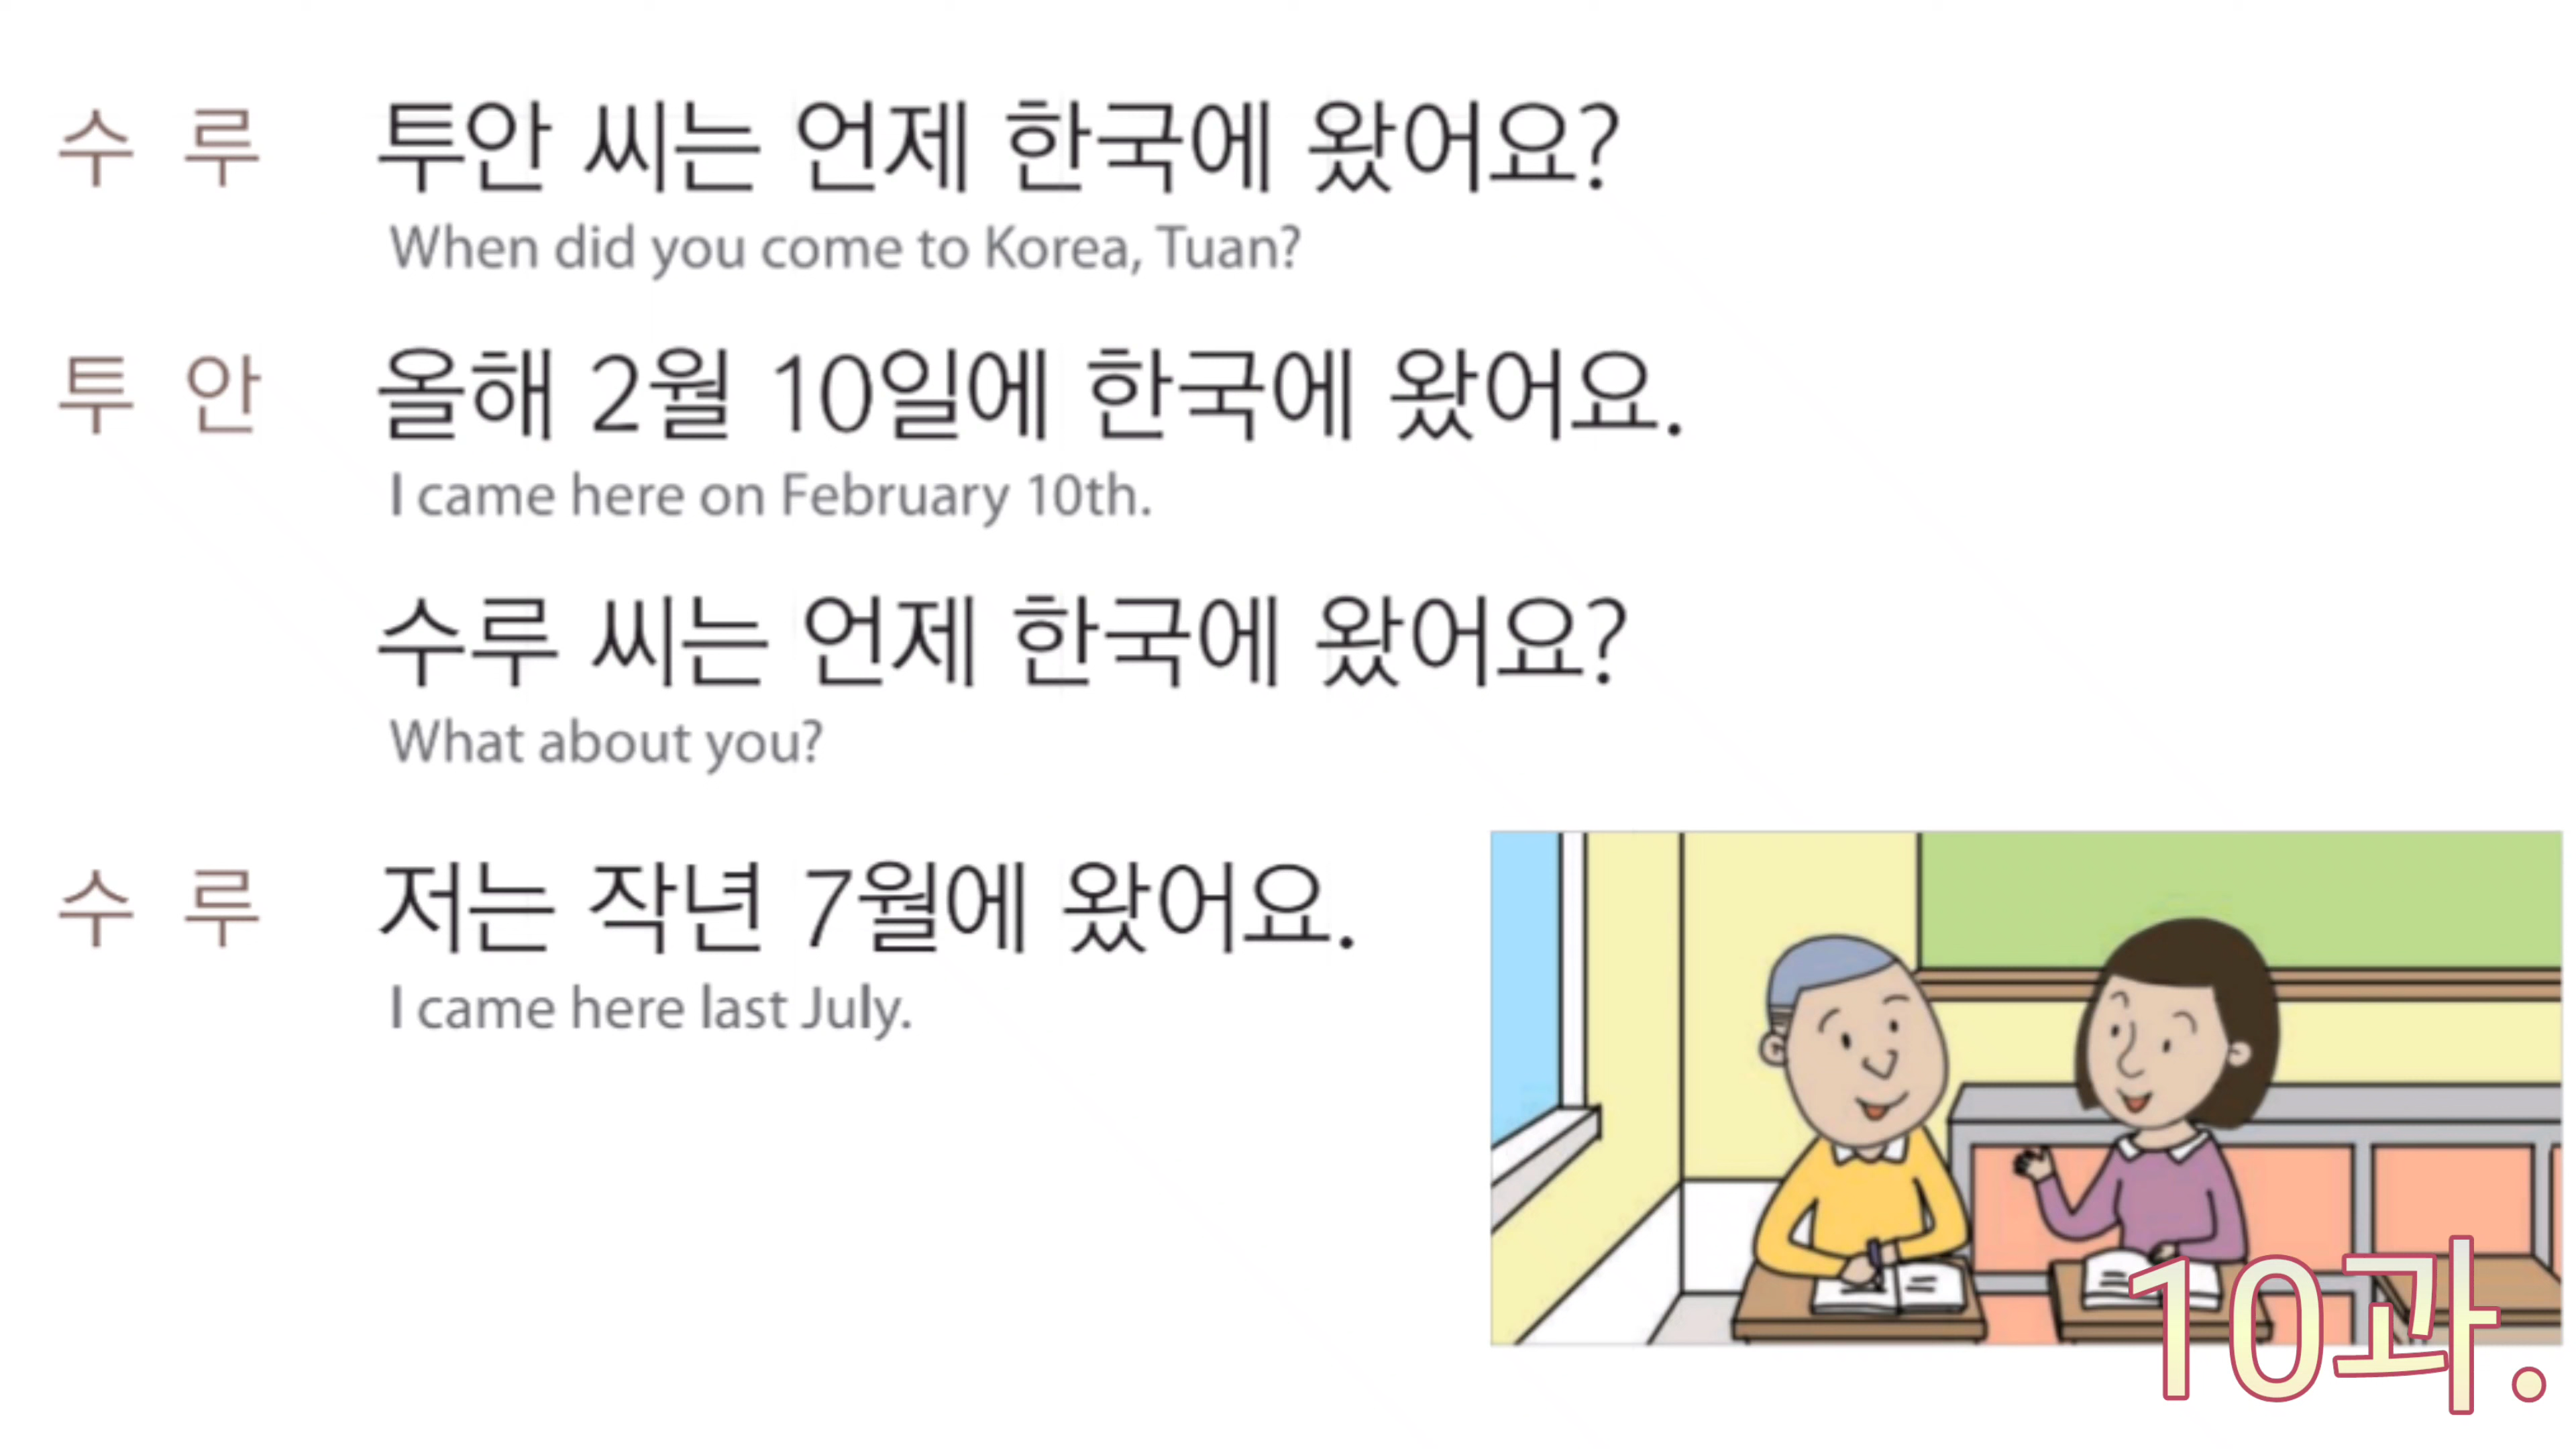 수 루 투안 씨는 언제 한국에 왔어요?
When did you come to Korea, Tuan?
투 안 올해 2월 10일에 한국에 왔어요.
I came here on February 10th.
수루 씨는 언제 한국에 왔어요?
What about you?
수 루 저는 작년 7월에 왔어요.
I came here last July.
10과.